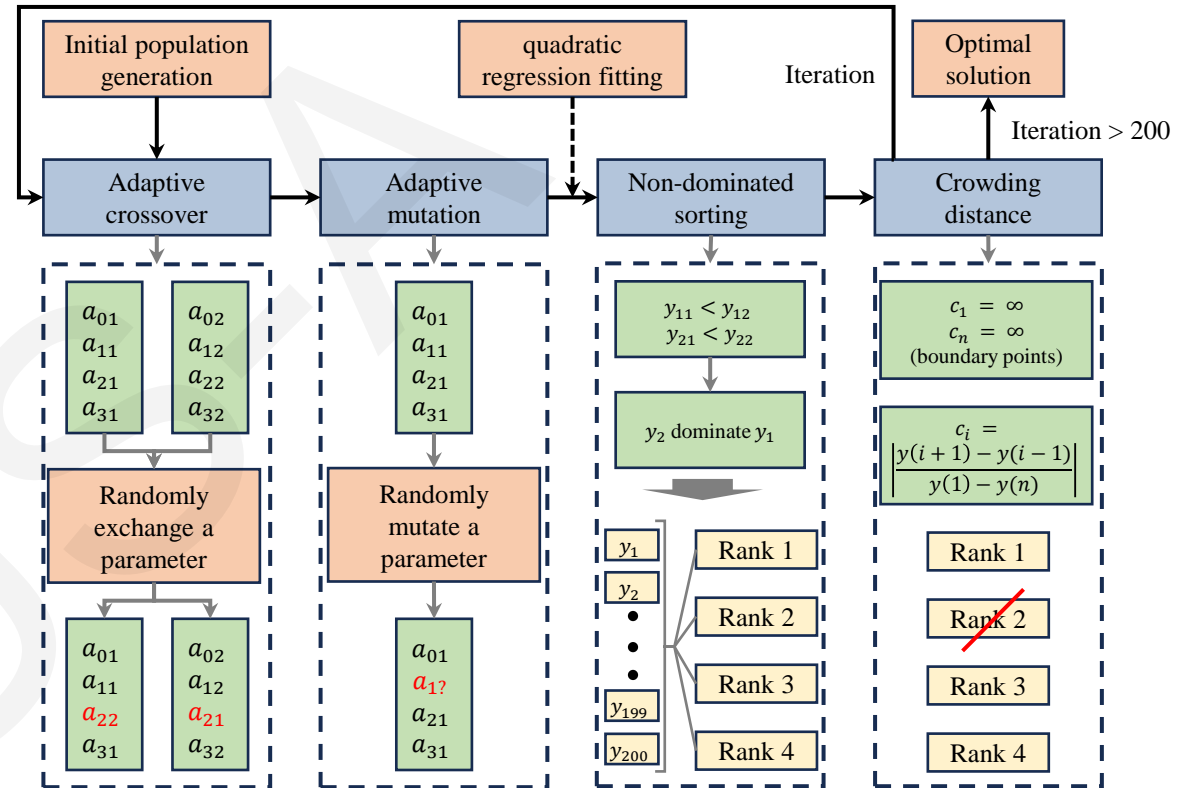 Initial population
generation
quadratic
regression fitting
Iteration
Optimal
solution
Iteration > 200
Adaptive
crossover
Adaptive
mutation
Non-dominated
sorting
Crowding
distance
a₀₁
a₁₁
a₂₁
a₃₁
a₀₂
a₁₂
a₂₂
a₃₂
Randomly
exchange a
parameter
a₀₁
a₁₁
a₂₂
a₃₁
a₀₂
a₁₂
a₂₁
a₃₂
a₀₁
a₁₁
a₂₁
a₃₁
Randomly
mutate a
parameter
a₀₁
a₁?
a₂₁
a₃₁
y₁₁ < y₁₂
y₂₁ < y₂₂
y₂ dominate y₁
y₁
y₂
y₁₉₉
y₂₀₀
Rank 1
Rank 2
Rank 3
Rank 4
c₁ = ∞
cₙ = ∞
(boundary points)
cᵢ =
|y(i + 1) − y(i − 1)
y(1) − y(n)|
Rank 1
Rank 2
Rank 3
Rank 4